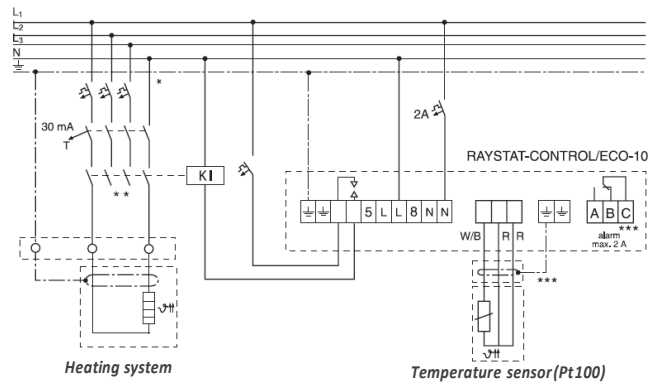 L1
L2
L3
N
*
30 mA
T
2A
RAYSTAT-CONTROL/ECO-10
K I
* *
5 L L 8 N N
A B C
W/B R R
alarm
max. 2 A
***
***
ϑ
ϑ
Heating system
Temperature sensor (Pt100)